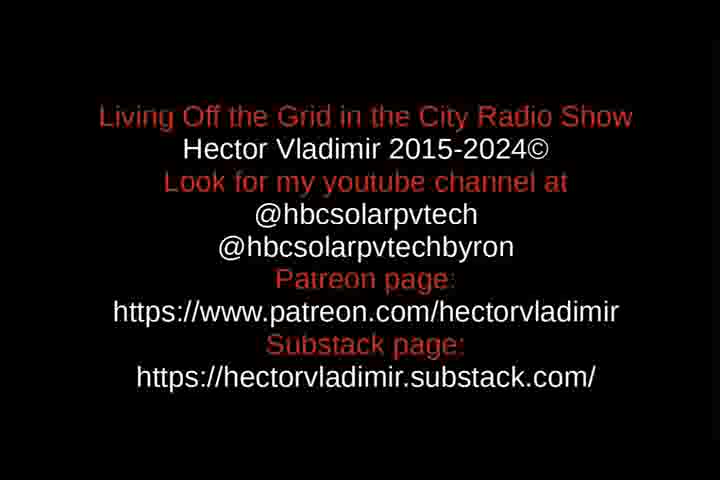 Living Off the Grid in the City Radio Show
Hector Vladimir 2015-2024©
Look for my youtube channel at
@hbcsolarpvtech
@hbcsolarpvtechbyron
Patreon page:
https://www.patreon.com/hectorvladimir
Substack page:
https://hectorvladimir.substack.com/